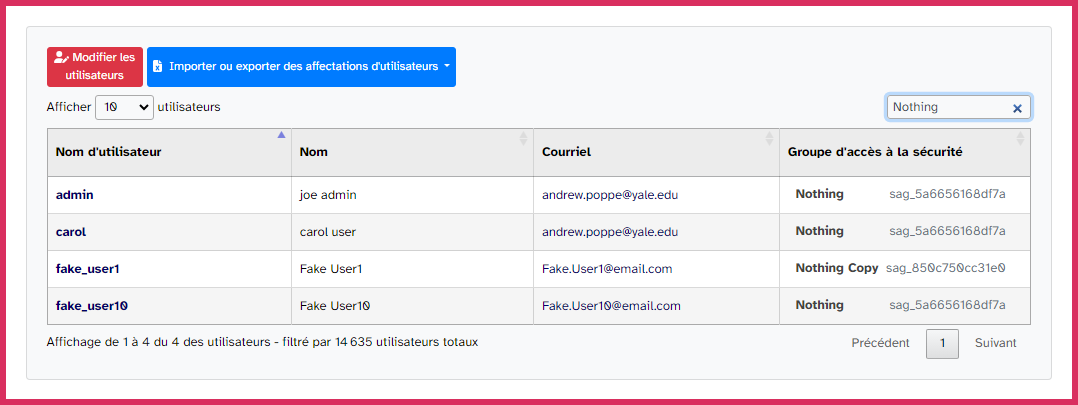 Modifier les
utilisateurs
Importer ou exporter des affectations d'utilisateurs
Afficher 10 utilisateurs
Nothing
Nom d'utilisateur Nom Courriel Groupe d'accès à la sécurité
admin joe admin andrew.poppe@yale.edu Nothing sag_5a6656168df7a
carol carol user andrew.poppe@yale.edu Nothing sag_5a6656168df7a
fake_user1 Fake User1 Fake.User1@email.com Nothing Copy sag_850c750cc31e0
fake_user10 Fake User10 Fake.User10@email.com Nothing sag_5a6656168df7a
Affichage de 1 à 4 du 4 des utilisateurs - filtré par 14 635 utilisateurs totaux
Précédent 1 Suivant